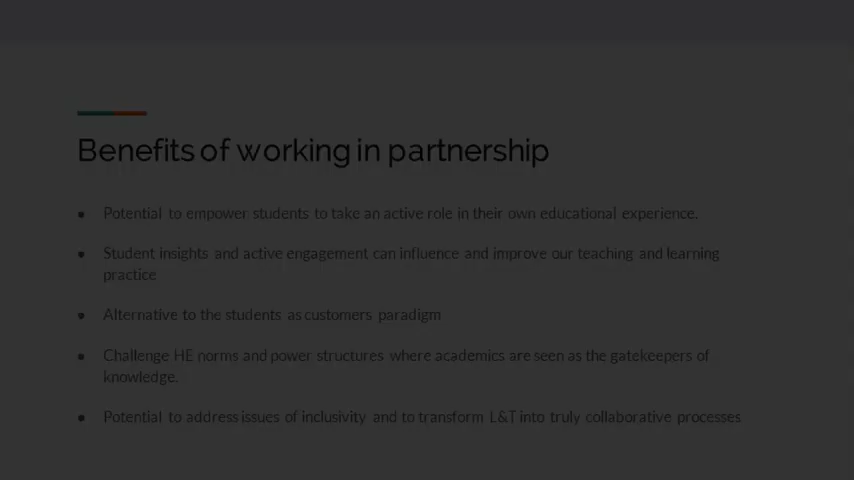 Benefits of working in partnership
• Potential to empower students to take an active role in their own educational experience.
• Student insights and active engagement can influence and improve our teaching and learning
practice
• Alternative to the students as customers paradigm
• Challenge HE norms and power structures where academics are seen as the gatekeepers of
knowledge.
• Potential to address issues of inclusivity and to transform L&T into truly collaborative processes